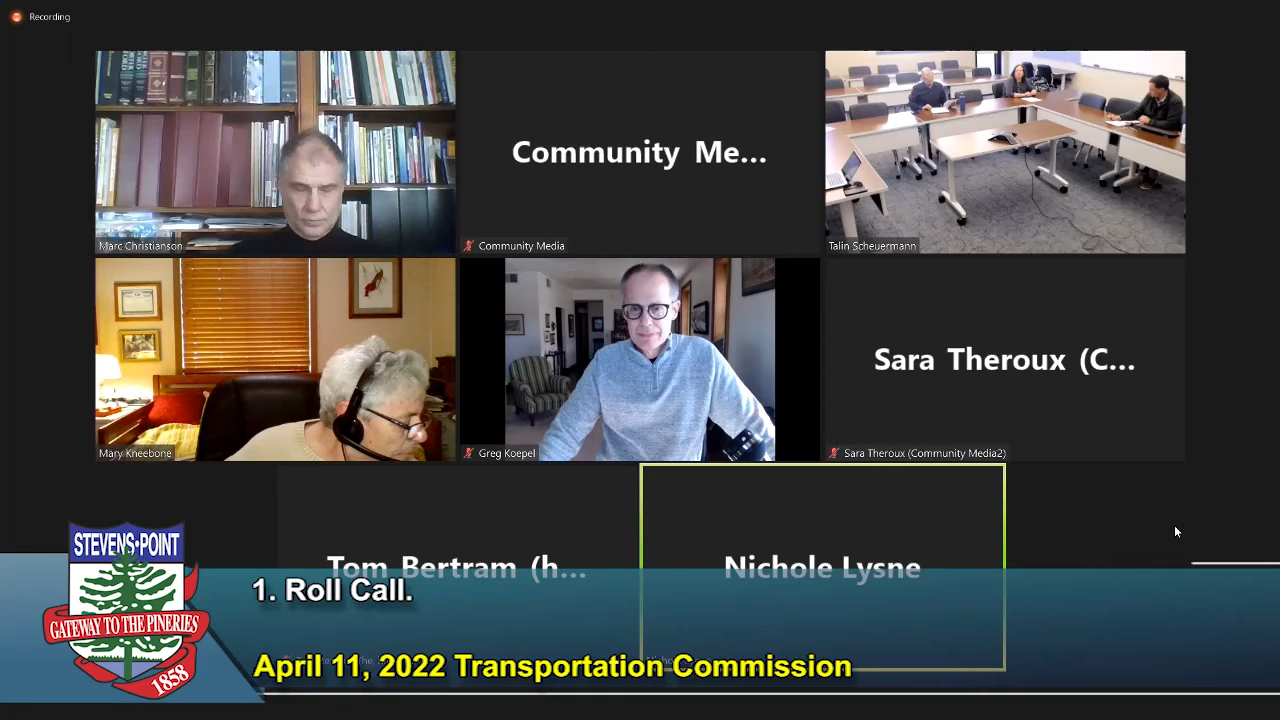 Recording
Community Me...
Marc Christianson
Community Media
Talin Scheuermann
Sara Theroux (C...
Mary Kneebone
Greg Koepel
Sara Theroux (Community Media2)
Tom Bertram (h...
Nichole Lysne
STEVENS·POINT
GATEWAY TO THE PINERIES
1858
1. Roll Call.
April 11, 2022 Transportation Commission